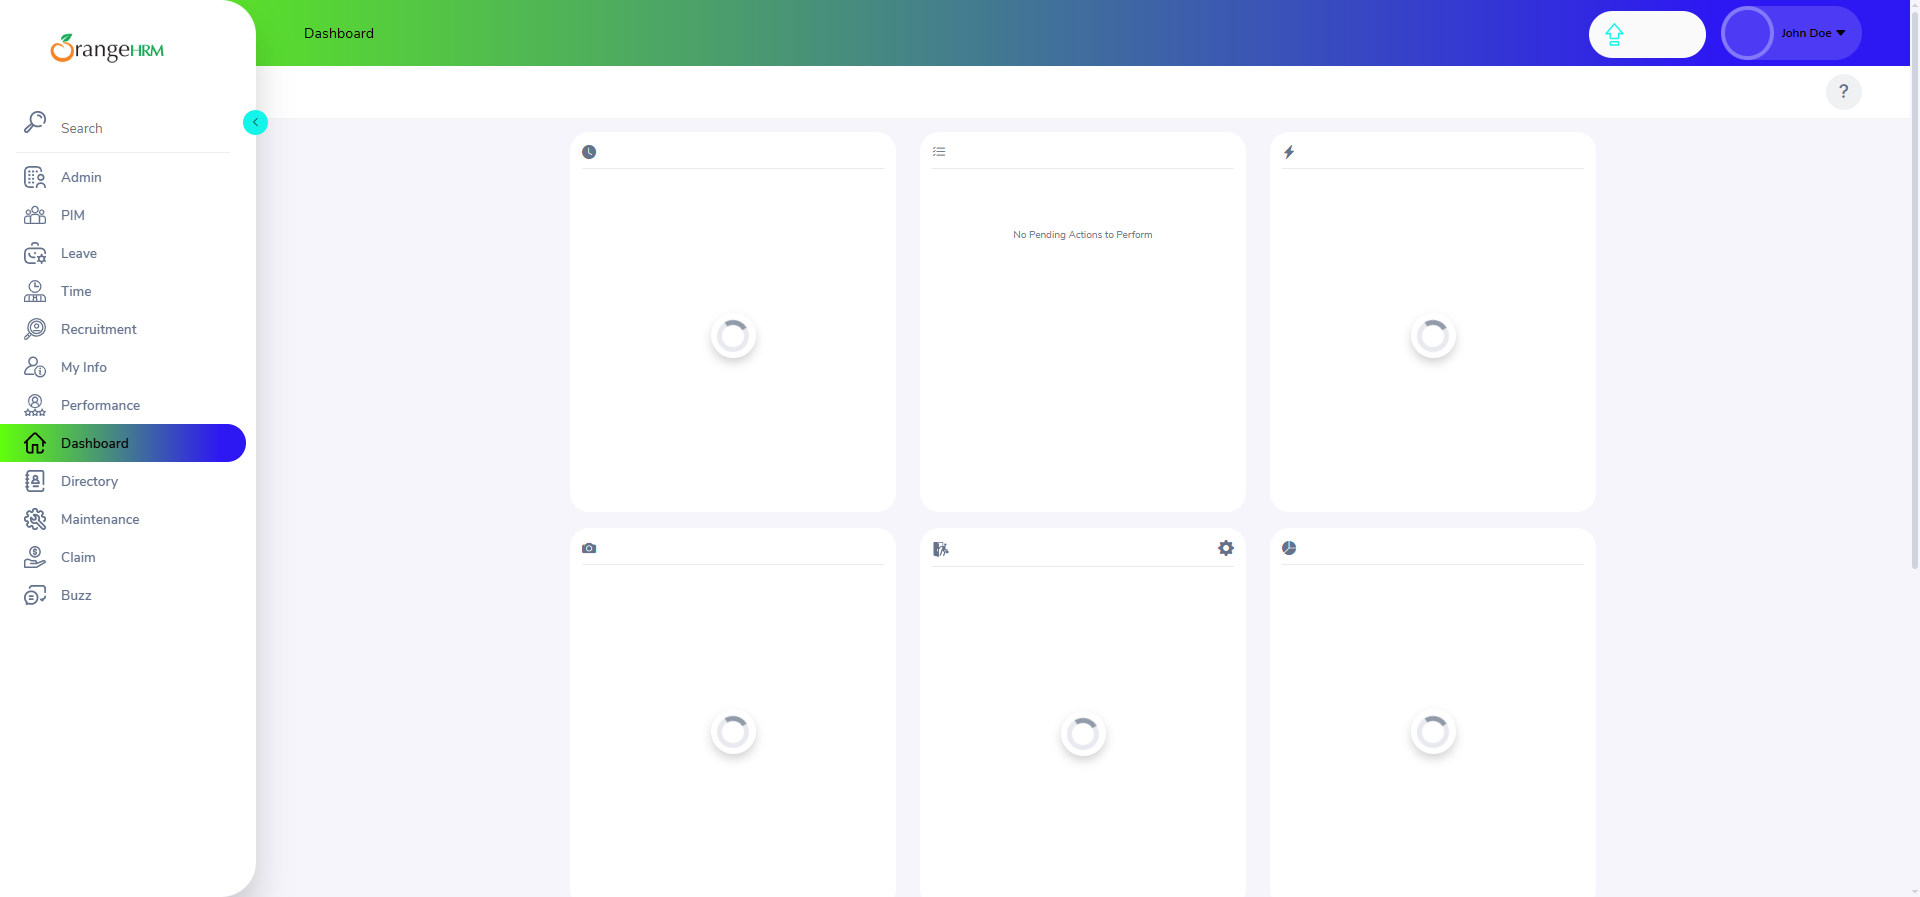 OrangeHRM
Search
Admin
PIM
Leave
Time
Recruitment
My Info
Performance
Dashboard
Directory
Maintenance
Claim
Buzz
Dashboard
John Doe
?
No Pending Actions to Perform